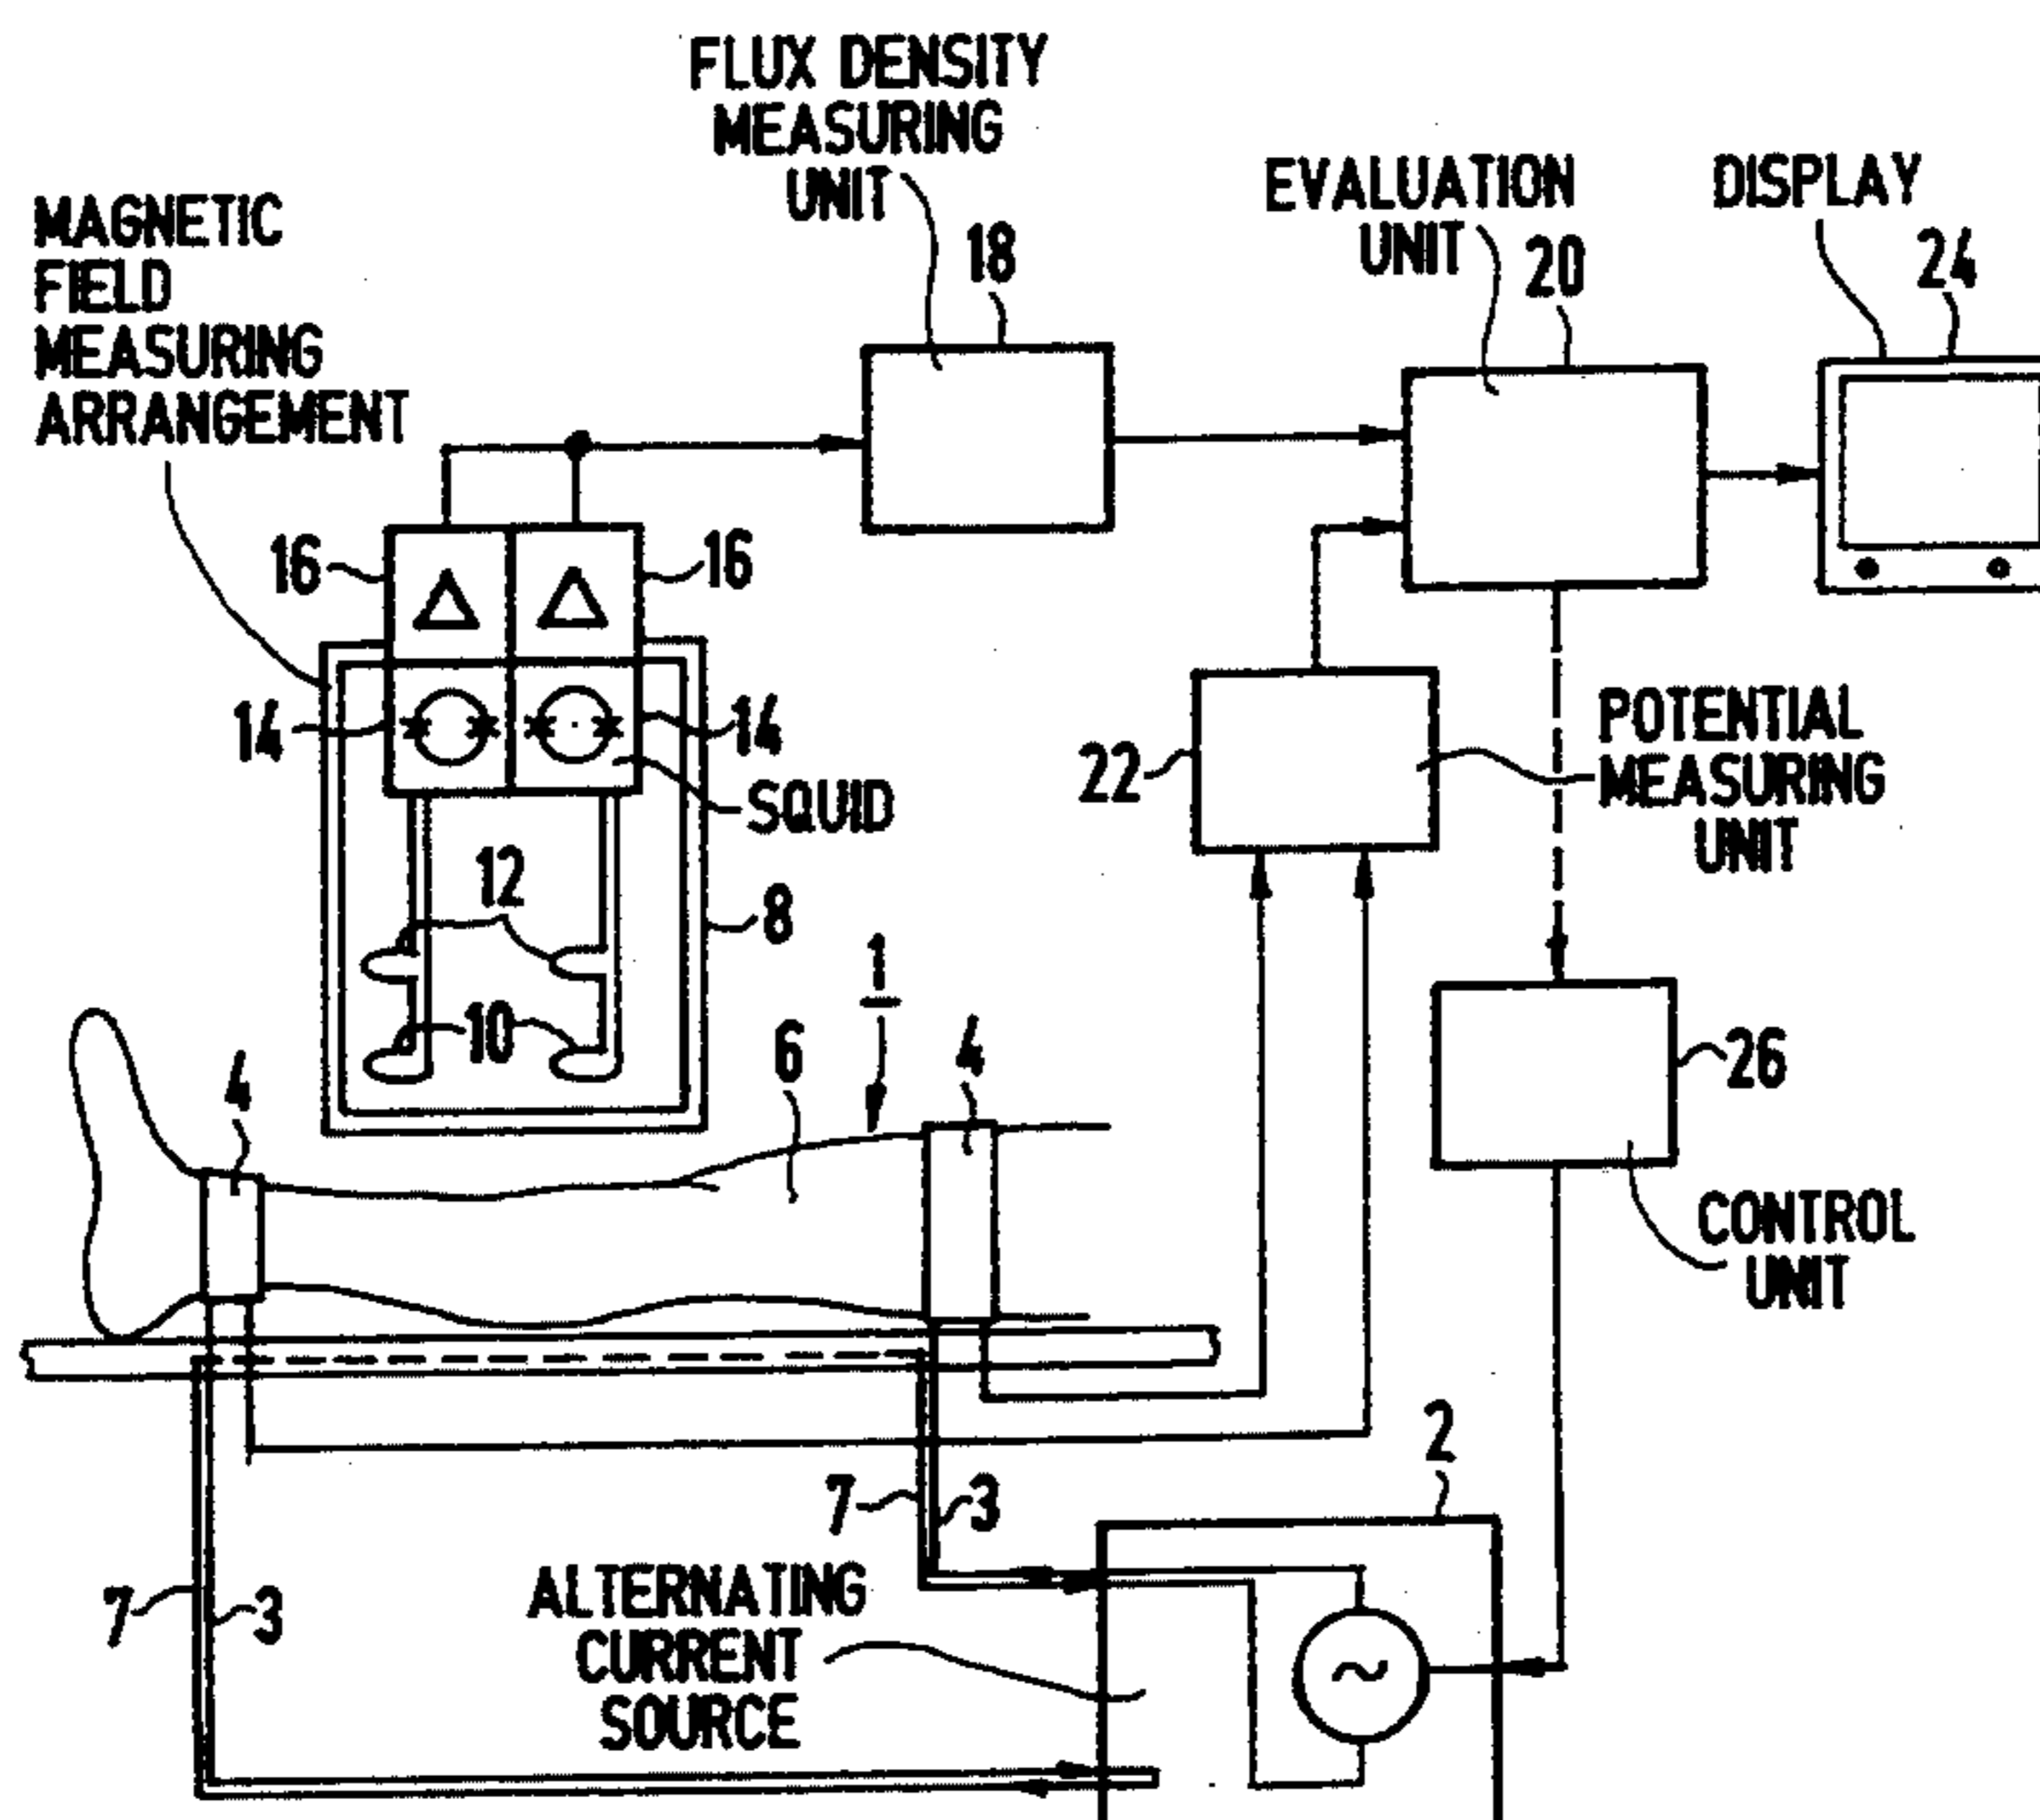 FLUX DENSITY
MEASURING
UNIT
18
EVALUATION
UNIT
20
DISPLAY
24
MAGNETIC
FIELD
MEASURING
ARRANGEMENT
16
16
14
14
SQUID
12
8
10
22
POTENTIAL
MEASURING
UNIT
1
6
4
4
26
CONTROL
UNIT
2
7
3
7
3
ALTERNATING
CURRENT
SOURCE
~